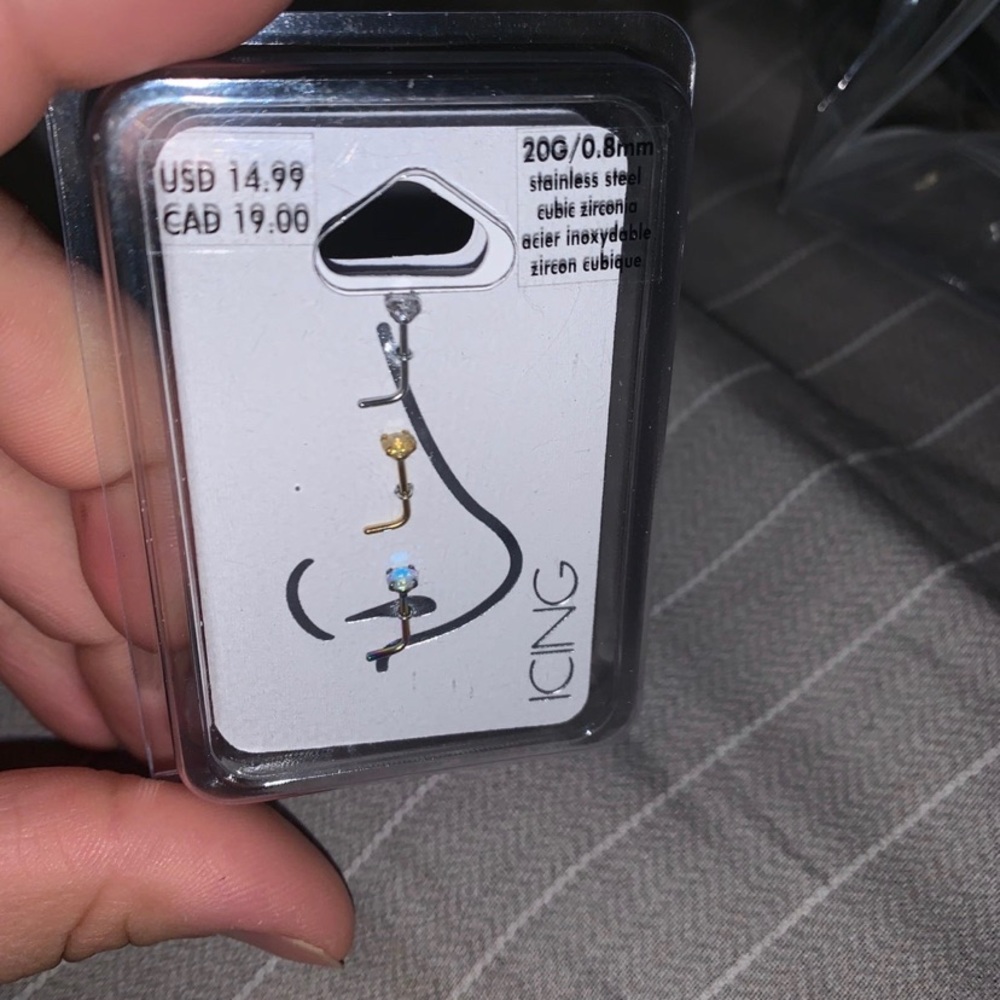 USD 14.99
CAD 19.00
20G/0.8mm
stainless steel
cubic zirconia
acier inoxydable
zircon cubique
ICING